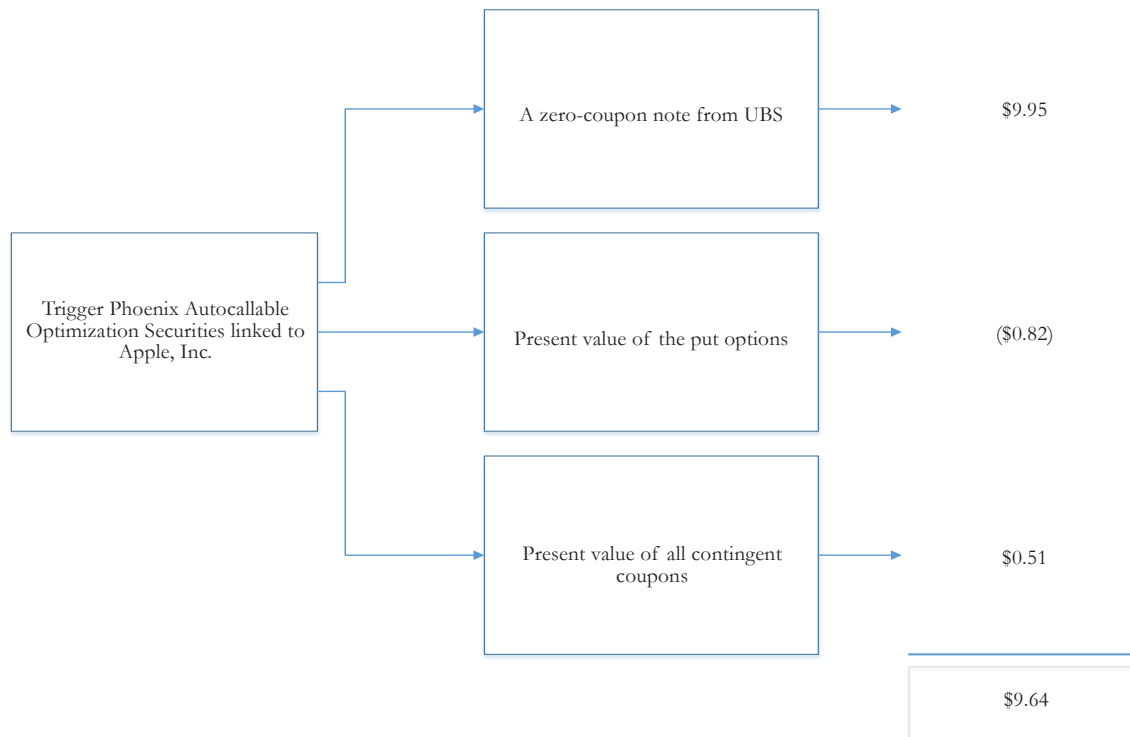 A zero-coupon note from UBS
$9.95
Trigger Phoenix Autocallable
Optimization Securities linked to
Apple, Inc.
Present value of the put options
($0.82)
Present value of all contingent
coupons
$0.51
$9.64